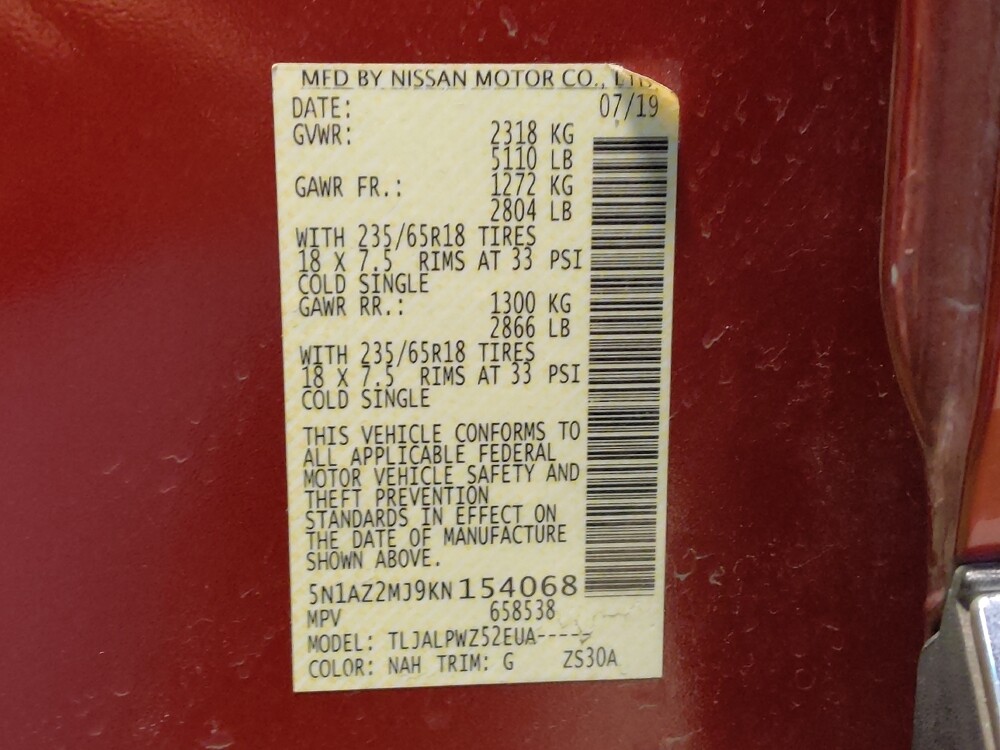 MFD BY NISSAN MOTOR CO., LTD.
DATE: 07/19
GVWR: 2318 KG
5110 LB
GAWR FR.: 1272 KG
2804 LB
WITH 235/65R18 TIRES
18 X 7.5 RIMS AT 33 PSI
COLD SINGLE
GAWR RR.: 1300 KG
2866 LB
WITH 235/65R18 TIRES
18 X 7.5 RIMS AT 33 PSI
COLD SINGLE
THIS VEHICLE CONFORMS TO
ALL APPLICABLE FEDERAL
MOTOR VEHICLE SAFETY AND
THEFT PREVENTION
STANDARDS IN EFFECT ON
THE DATE OF MANUFACTURE
SHOWN ABOVE.
5N1AZ2MJ9KN154068
MPV 658538
MODEL: TLJALPWZ52EUA-----
COLOR: NAH TRIM: G ZS30A